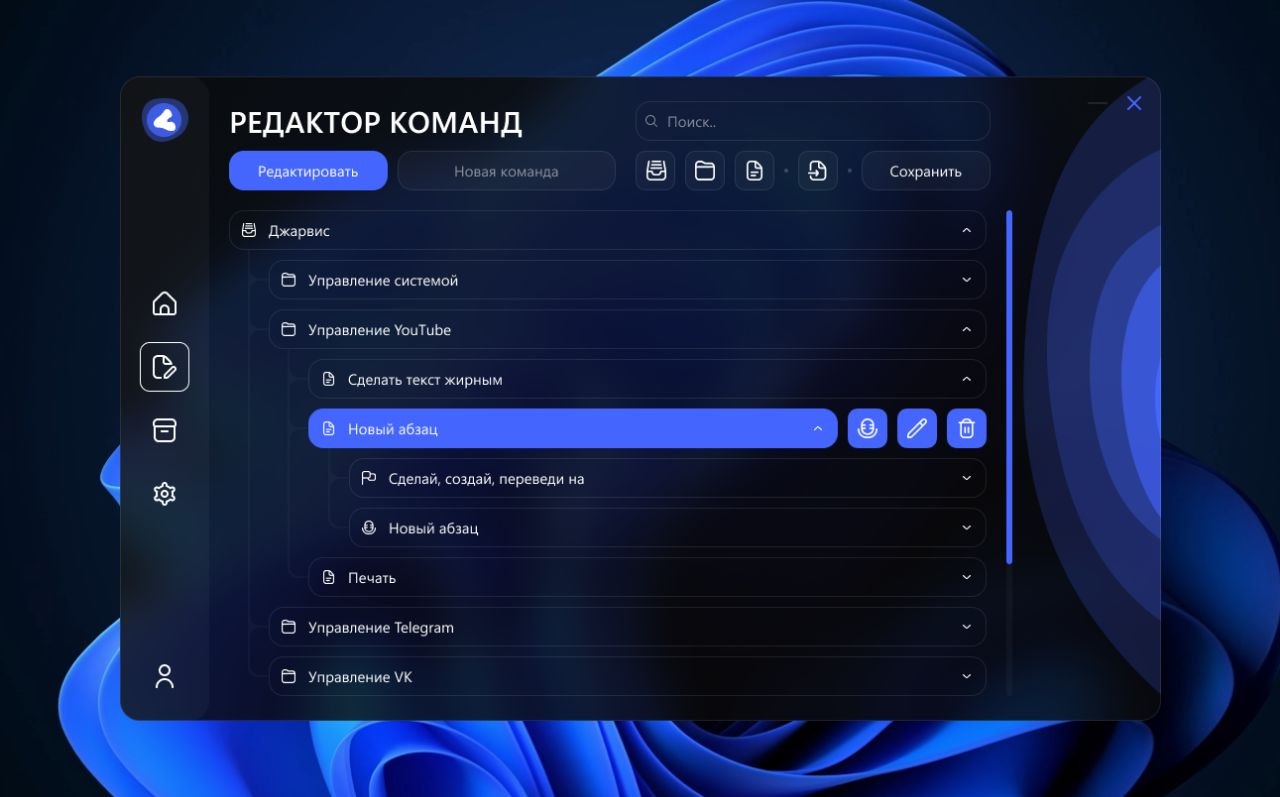 РЕДАКТОР КОМАНД
Поиск..
Редактировать
Новая команда
Сохранить
Джарвис
Управление системой
Управление YouTube
Сделать текст жирным
Новый абзац
Сделай, создай, переведи на
Новый абзац
Печать
Управление Telegram
Управление VK